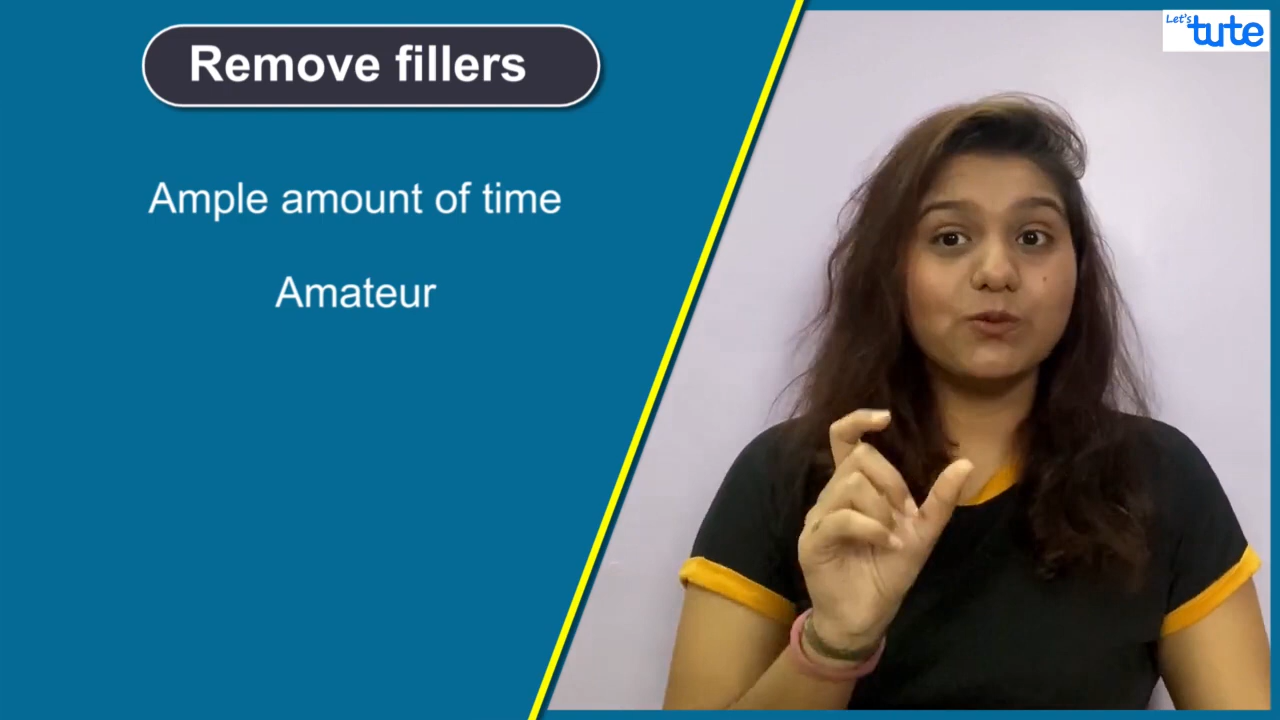 Remove fillers
Ample amount of time
Amateur
Let's
tute